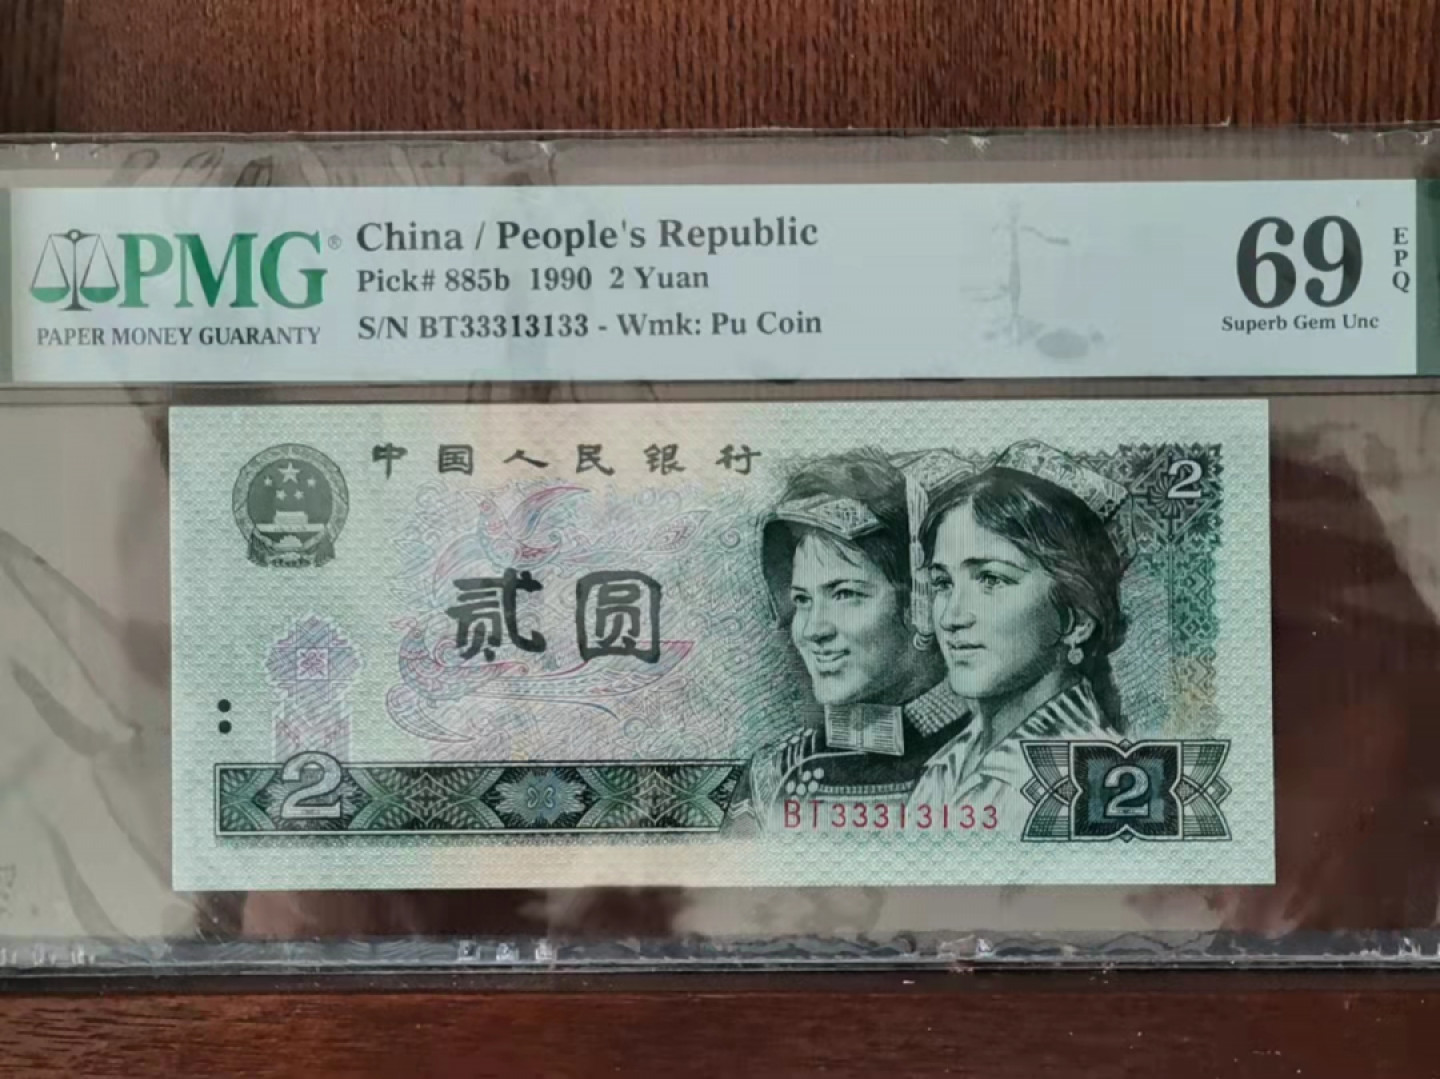 PMG®
PAPER MONEY GUARANTY
China / People's Republic
Pick# 885b 1990 2 Yuan
S/N BT33313133 - Wmk: Pu Coin
69
EPQ
Superb Gem Unc
中国人民银行
2
贰圆
2
BT33313133
2